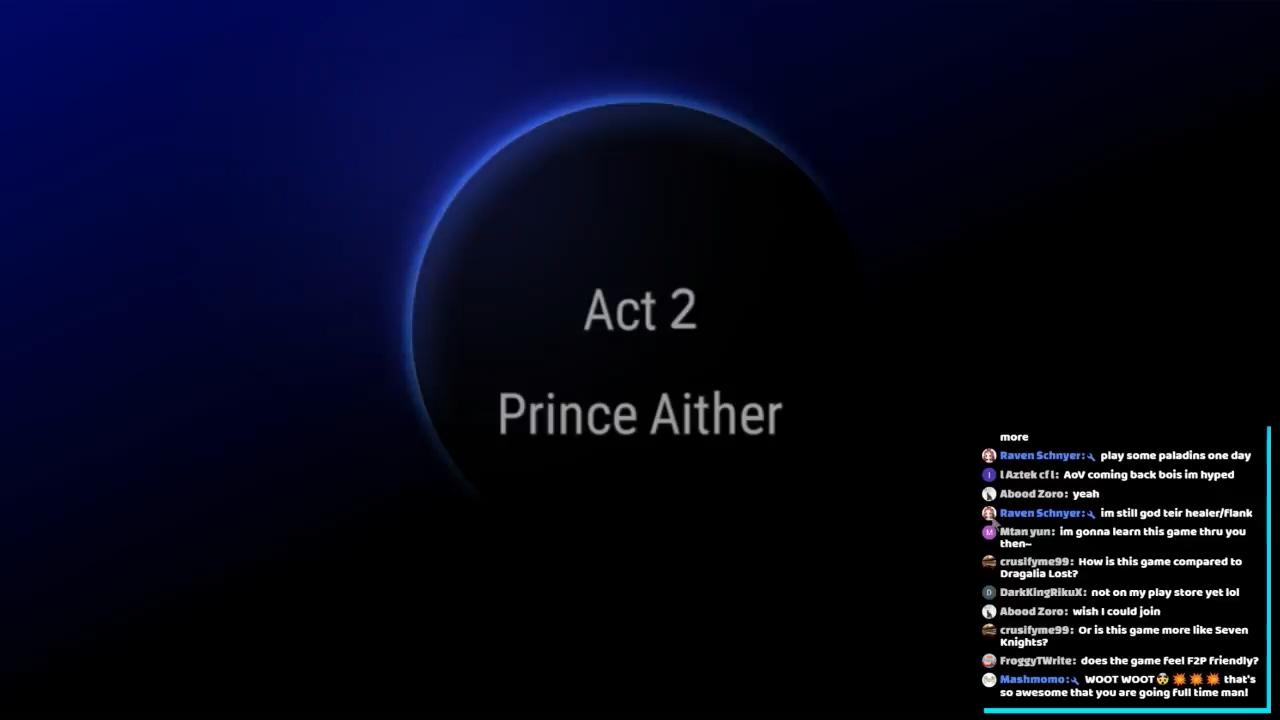 Act 2
Prince Aither
more
Raven Schnyer: play some paladins one day
l Aztek cf l: AoV coming back bois im hyped
Abood Zoro: yeah
Raven Schnyer: im still god teir healer/flank
Mtan yun: im gonna learn this game thru you
then~
crusifyme99: How is this game compared to
Dragalia Lost?
DarkKingRikuX: not on my play store yet lol
Abood Zoro: wish I could join
crusifyme99: Or is this game more like Seven
Knights?
FroggyTWrite: does the game feel F2P friendly?
Mashmomo: WOOT WOOT🤯💥💥💥 that's
so awesome that you are going full time man!